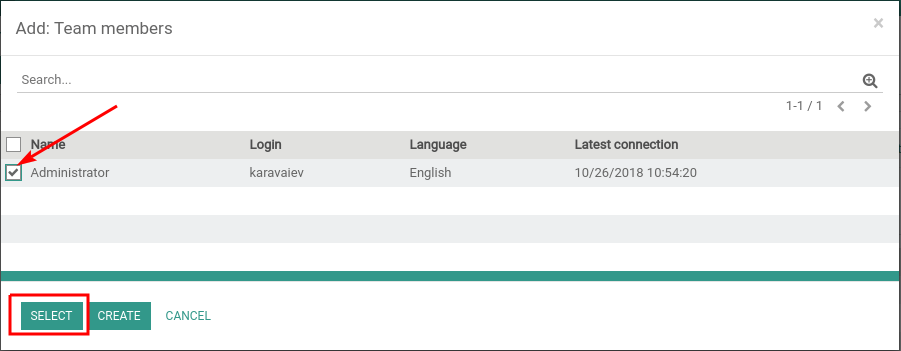 Add: Team members ×
Search...
1-1 / 1
Name Login Language Latest connection
Administrator karavaiev English 10/26/2018 10:54:20
SELECT CREATE CANCEL